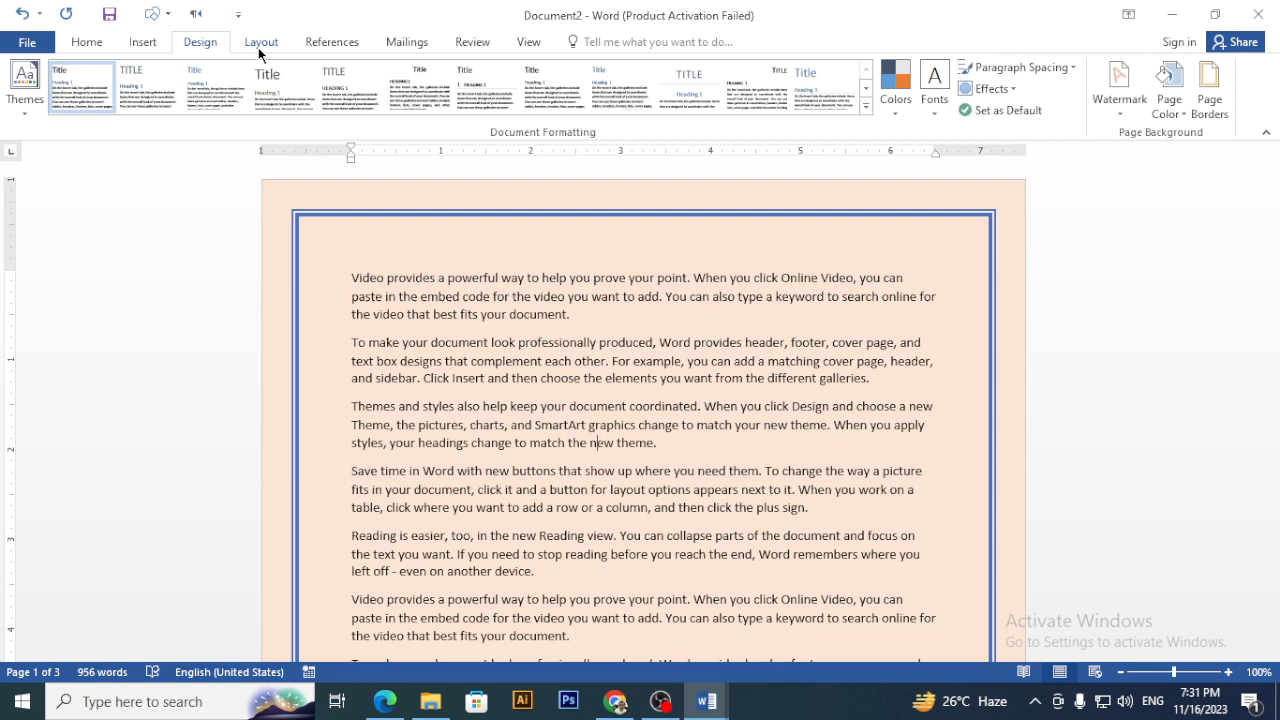 Document2 - Word (Product Activation Failed)
File Home Insert Design Layout References Mailings Review View Tell me what you want to do... Sign in Share
Themes
Colors
Fonts
Paragraph Spacing
Effects
Set as Default
Watermark
Page Color
Page Borders
Document Formatting
Page Background
Video provides a powerful way to help you prove your point. When you click Online Video, you can
paste in the embed code for the video you want to add. You can also type a keyword to search online for
the video that best fits your document.
To make your document look professionally produced, Word provides header, footer, cover page, and
text box designs that complement each other. For example, you can add a matching cover page, header,
and sidebar. Click Insert and then choose the elements you want from the different galleries.
Themes and styles also help keep your document coordinated. When you click Design and choose a new
Theme, the pictures, charts, and SmartArt graphics change to match your new theme. When you apply
styles, your headings change to match the new theme.
Save time in Word with new buttons that show up where you need them. To change the way a picture
fits in your document, click it and a button for layout options appears next to it. When you work on a
table, click where you want to add a row or a column, and then click the plus sign.
Reading is easier, too, in the new Reading view. You can collapse parts of the document and focus on
the text you want. If you need to stop reading before you reach the end, Word remembers where you
left off - even on another device.
Video provides a powerful way to help you prove your point. When you click Online Video, you can
paste in the embed code for the video you want to add. You can also type a keyword to search online for
the video that best fits your document.
Activate Windows
Go to Settings to activate Windows.
Page 1 of 3 956 words English (United States) 100%
Type here to search
26°C Haze
ENG
7:31 PM
11/16/2023